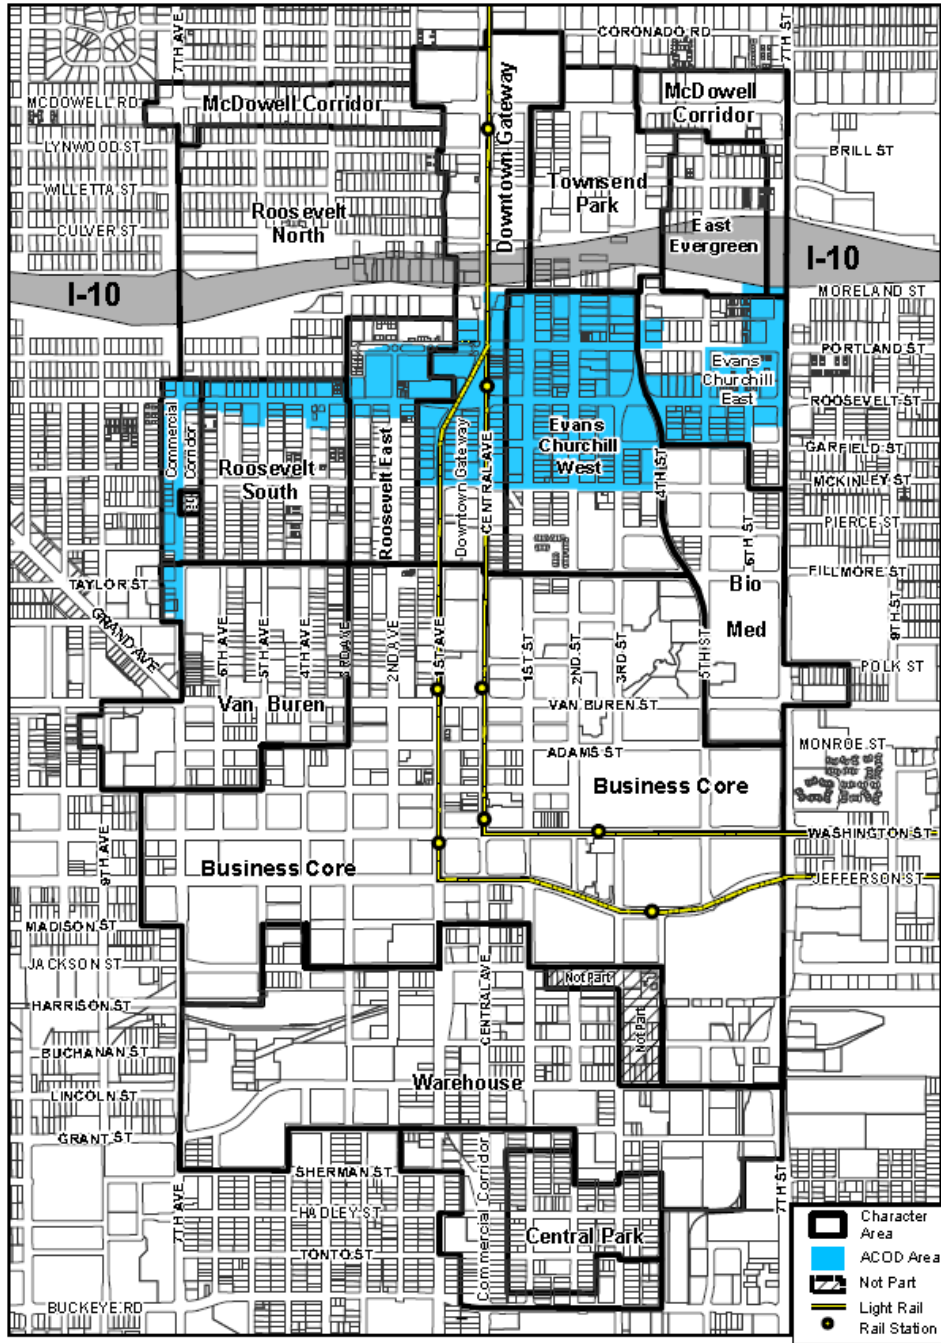 CORONADO RD
7TH AVE
7TH ST
MCDOWELL RD
McDowell Corridor
Downtown Gateway
McDowell
Corridor
LYNWOOD ST
BRILL ST
WILLETTA ST
Townsend
Park
Roosevelt
North
CULVER ST
East
Evergreen
I-10
I-10
MORELAND ST
PORTLAND ST
Evans
Churchill
East
ROOSEVELT ST
Commercial
Corridor
Evans
Churchill
West
GARFIELD ST
Roosevelt
South
Roosevelt East
Downtown Gateway
CENTRAL AVE
4TH ST
MCKINLEY ST
PIERCE ST
6TH ST
TAYLOR ST
FILLMORE ST
Bio
Med
GRAND AVE
9TH ST
6TH AVE
5TH AVE
4TH AVE
3RD AVE
2ND AVE
1ST AVE
1ST ST
2ND ST
3RD ST
5TH ST
POLK ST
Van Buren
VAN BUREN ST
ADAMS ST
MONROE ST
Business Core
WASHINGTON ST
9TH AVE
Business Core
JEFFERSON ST
MADISON ST
JACKSON ST
CENTRAL AVE
Not Part
HARRISON ST
Not Part
BUCHANAN ST
Warehouse
LINCOLN ST
GRANT ST
SHERMAN ST
7TH AVE
Commercial Corridor
7TH ST
HADLEY ST
Central Park
TONTO ST
BUCKEYE RD
Character
Area
ACOD Area
Not Part
Light Rail
Rail Station